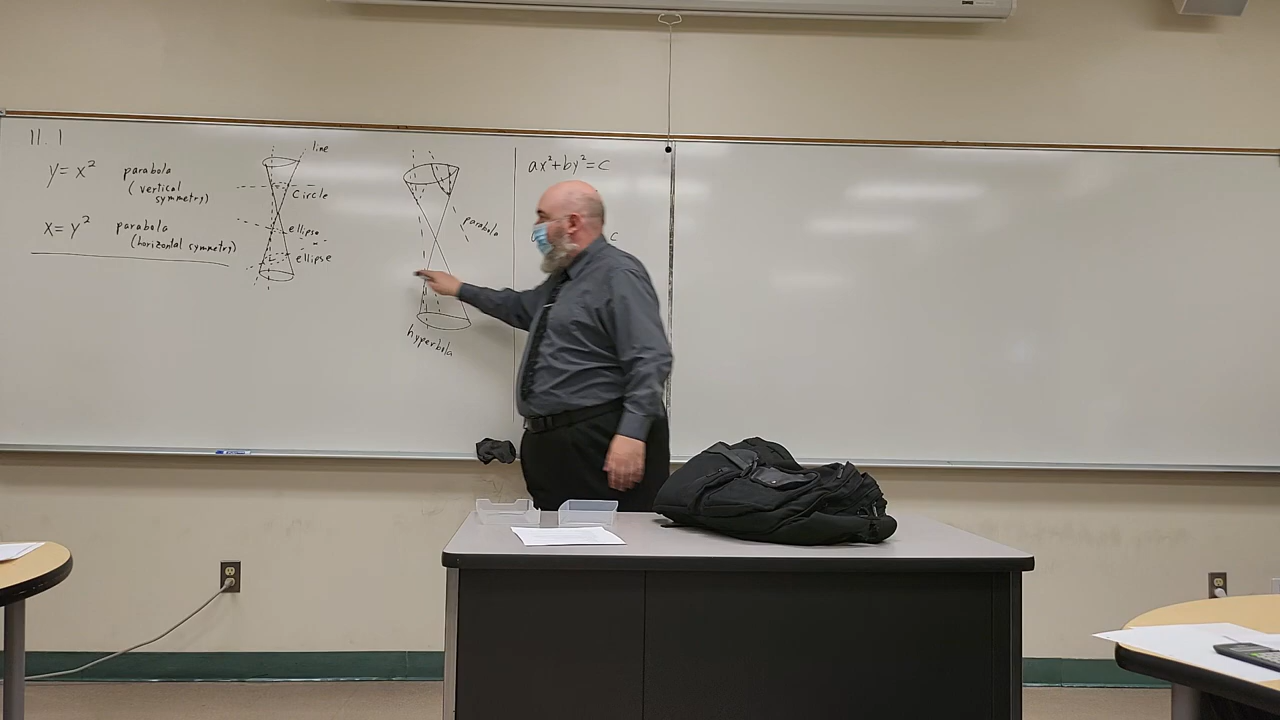 11.1
y = x² parabola
(vertical
symmetry)
x = y² parabola
(horizontal symmetry)
line
circle
ellipse
ellipse
parabola
hyperbola
ax²+by²=c
c